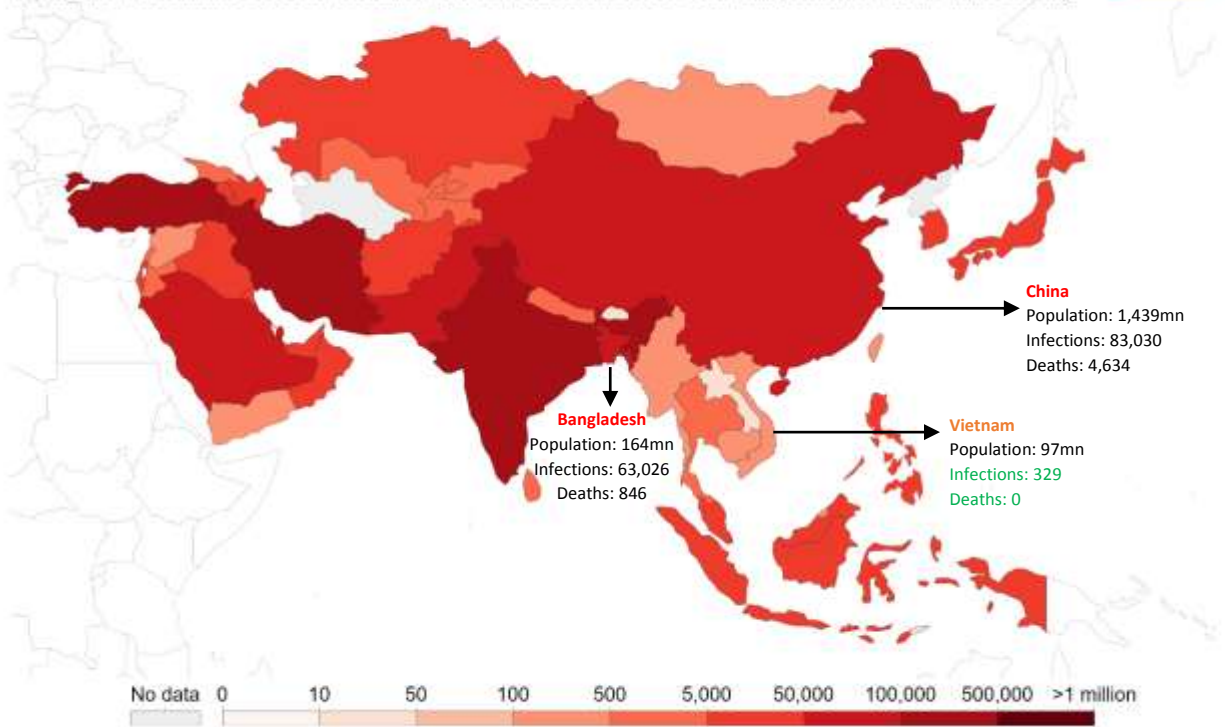 China
Population: 1,439mn
Infections: 83,030
Deaths: 4,634
Bangladesh
Population: 164mn
Infections: 63,026
Deaths: 846
Vietnam
Population: 97mn
Infections: 329
Deaths: 0
No data 0 10 50 100 500 5,000 50,000 100,000 500,000 >1 million